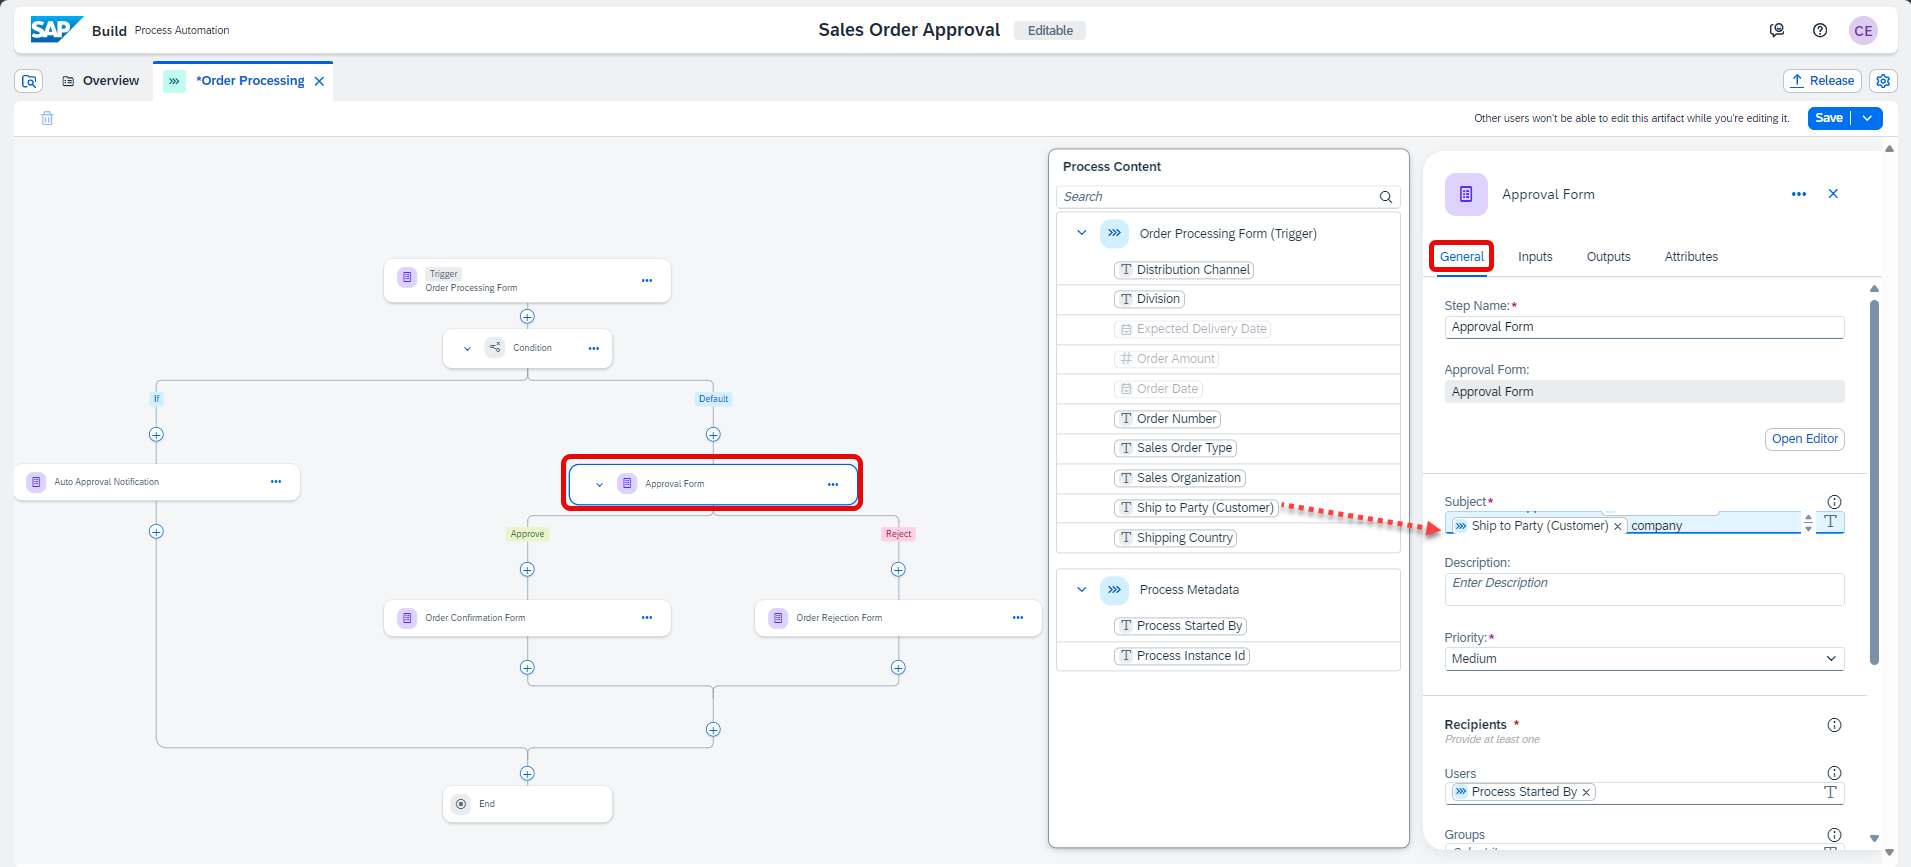 SAP Build Process Automation
Sales Order Approval Editable
CE
Overview
*Order Processing
Release
Other users won't be able to edit this artifact while you're editing it.
Save
Trigger
Order Processing Form
Condition
If
Default
Auto Approval Notification
Approval Form
Approve
Reject
Order Confirmation Form
Order Rejection Form
End
Process Content
Search
Order Processing Form (Trigger)
Distribution Channel
Division
Expected Delivery Date
Order Amount
Order Date
Order Number
Sales Order Type
Sales Organization
Ship to Party (Customer)
Shipping Country
Process Metadata
Process Started By
Process Instance Id
Approval Form
General Inputs Outputs Attributes
Step Name:*
Approval Form
Approval Form:
Approval Form
Open Editor
Subject*
Ship to Party (Customer) company
Description:
Enter Description
Priority:*
Medium
Recipients *
Provide at least one
Users
Process Started By
Groups